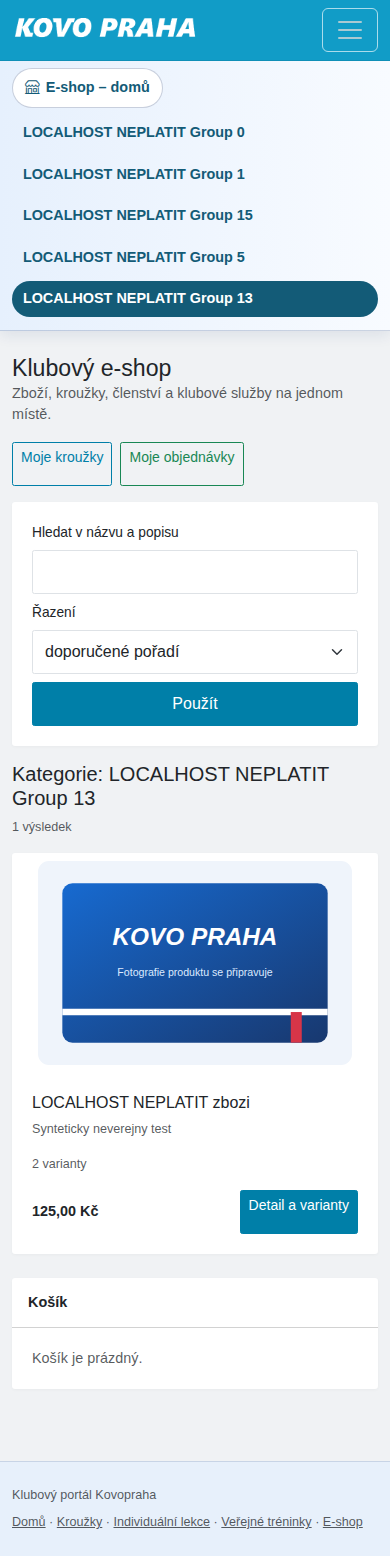 KOVO PRAHA
E-shop – domů
LOCALHOST NEPLATIT Group 0
LOCALHOST NEPLATIT Group 1
LOCALHOST NEPLATIT Group 15
LOCALHOST NEPLATIT Group 5
LOCALHOST NEPLATIT Group 13
Klubový e-shop
Zboží, kroužky, členství a klubové služby na jednom
místě.
Moje kroužky
Moje objednávky
Hledat v názvu a popisu
Řazení
doporučené pořadí
Použít
Kategorie: LOCALHOST NEPLATIT
Group 13
1 výsledek
KOVO PRAHA
Fotografie produktu se připravuje
LOCALHOST NEPLATIT zbozi
Synteticky neverejny test
2 varianty
125,00 Kč
Detail a varianty
Košík
Košík je prázdný.
Klubový portál Kovopraha
Domů · Kroužky · Individuální lekce · Veřejné tréninky · E-shop